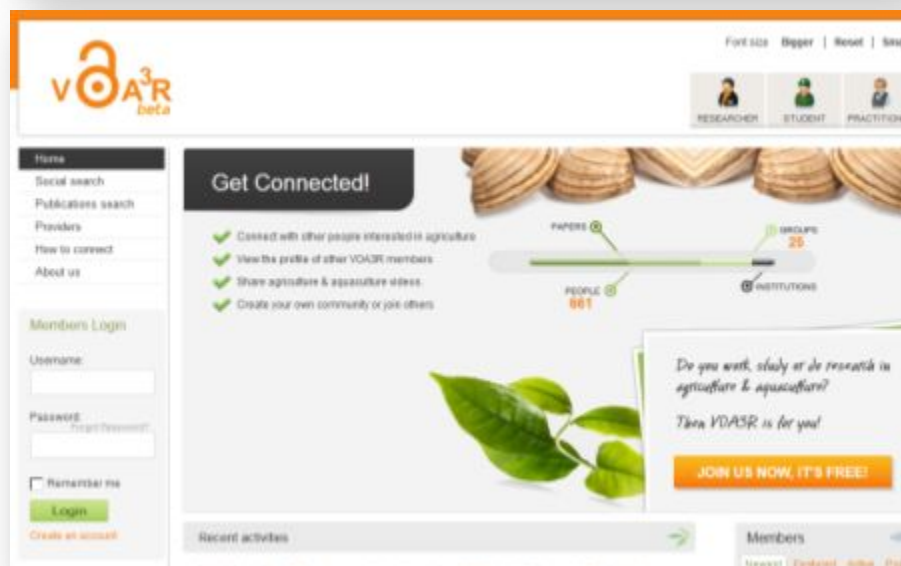 Font size Bigger | Reset |
VOA3R
beta
RESEARCHER STUDENT
Home
Social search
Publications search
Providers
How to connect
About us
Get Connected!
Connect with other people interested in agriculture
View the profile of other VOA3R members
Share agriculture & aquaculture videos
Create your own community or join others
PAPERS
GROUPS
25
PEOPLE
661
INSTITUTIONS
Members Login
Username:
Password:
Forgot Password?
Remember me
Login
Create an account
Do you work, study or do research in
agriculture & aquaculture?
Then VOA3R is for you!
JOIN US NOW, IT'S FREE!
Recent activities
Members
Newest Featured Active